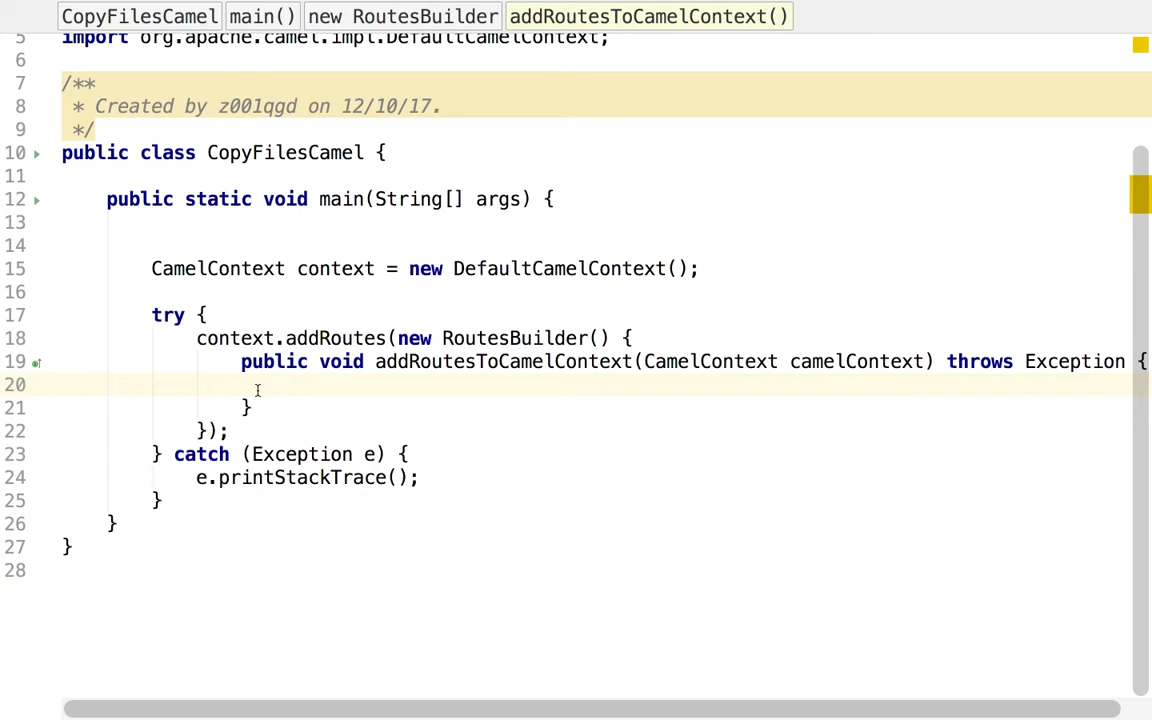 CopyFilesCamel main() new RoutesBuilder addRoutesToCamelContext()
5 import org.apache.camel.impl.DefaultCamelContext;
6
7 /**
8 * Created by z001qgd on 12/10/17.
9 */
10 public class CopyFilesCamel {
11
12 public static void main(String[] args) {
13
14
15 CamelContext context = new DefaultCamelContext();
16
17 try {
18 context.addRoutes(new RoutesBuilder() {
19 public void addRoutesToCamelContext(CamelContext camelContext) throws Exception {
20
21 }
22 });
23 } catch (Exception e) {
24 e.printStackTrace();
25 }
26 }
27 }
28